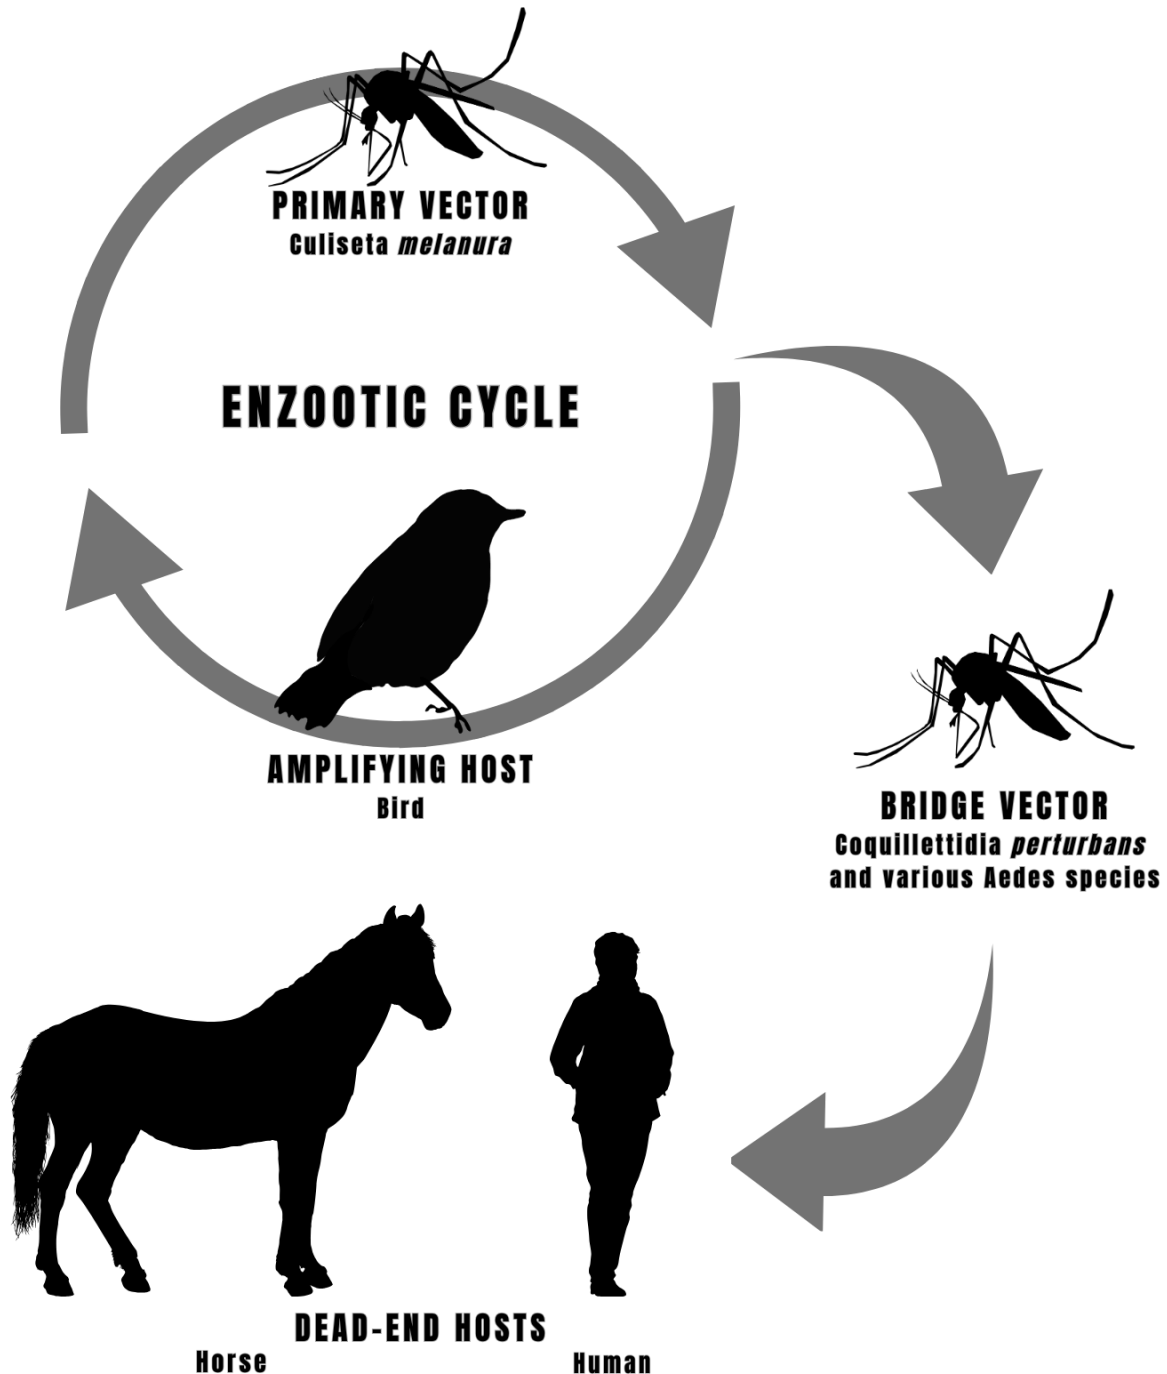 PRIMARY VECTOR
Culiseta melanura
ENZOOTIC CYCLE
AMPLIFYING HOST
Bird
BRIDGE VECTOR
Coquillettidia perturbans
and various Aedes species
DEAD-END HOSTS
Horse
Human